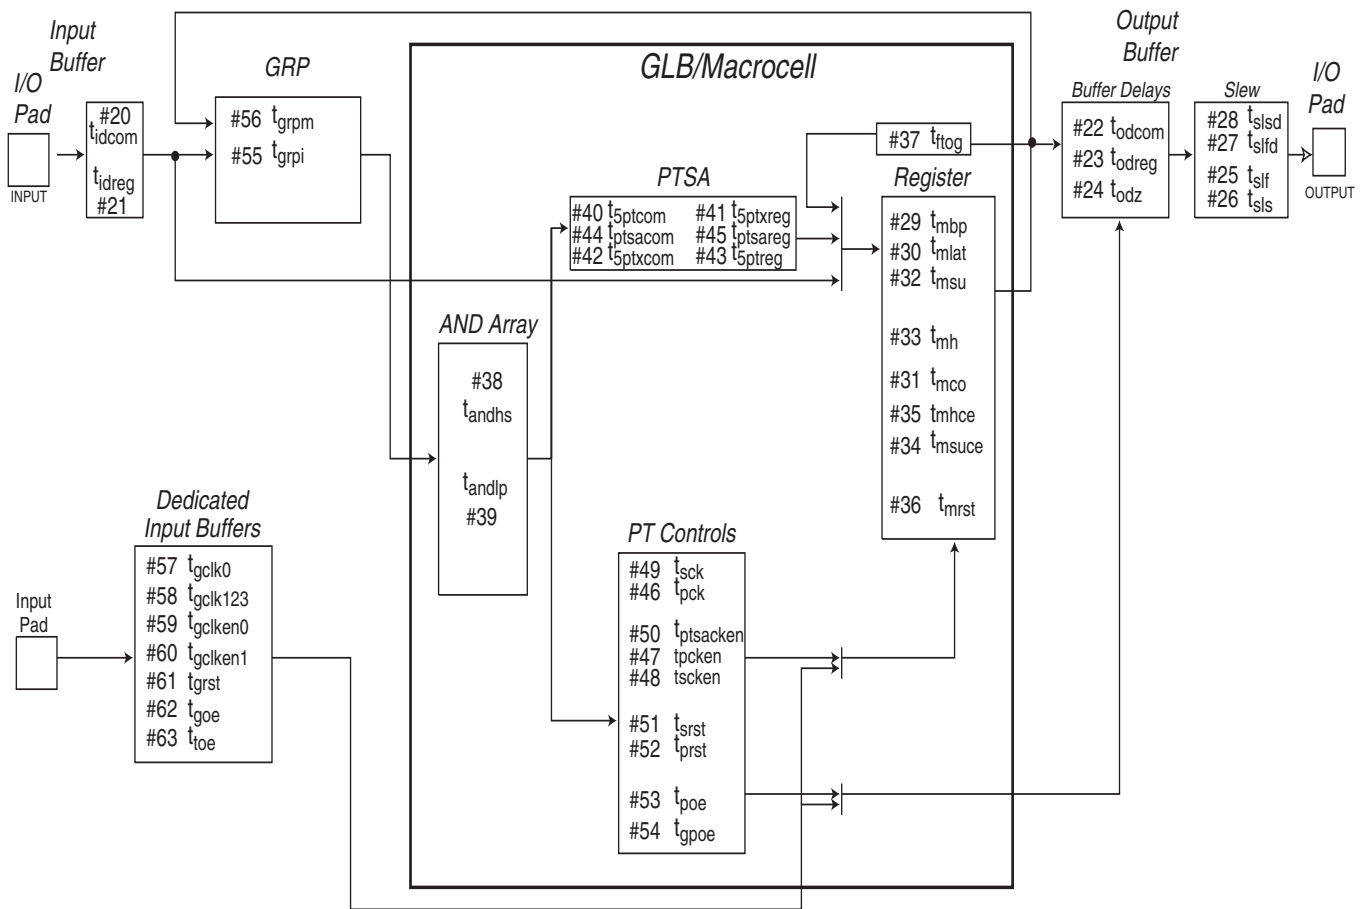 Input
Buffer
I/O
Pad
INPUT
#20
tidcom
tidreg
#21
GRP
#56 tgrpm
#55 tgrpi
GLB/Macrocell
#37 tftog
PTSA
#40 t5ptcom #41 t5ptxreg
#44 tptsacom #45 tptsareg
#42 t5ptxcom #43 t5ptreg
Register
#29 tmbp
#30 tmlat
#32 tmsu
#33 tmh
#31 tmco
#35 tmhce
#34 tmsuce
#36 tmrst
Output
Buffer
Buffer Delays
#22 todcom
#23 todreg
#24 todz
Slew
#28 tslsd
#27 tslfd
#25 tslf
#26 tsls
I/O
Pad
OUTPUT
AND Array
#38
tandhs
tandlp
#39
Dedicated
Input Buffers
Input
Pad
#57 tgclk0
#58 tgclk123
#59 tgclken0
#60 tgclken1
#61 tgrst
#62 tgoe
#63 ttoe
PT Controls
#49 tsck
#46 tpck
#50 tptsacken
#47 tpcken
#48 tscken
#51 tsrst
#52 tprst
#53 tpoe
#54 tgpoe